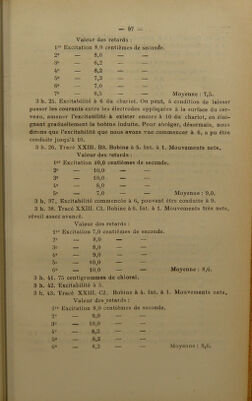 — 97 —
Valeur des retards :
1re Excitation 8,0 centièmes de seconde.
2e — 8,0 —
3e — 8,2 —
4e — 8,2 —
5e — 7,2 —
6e — 7,0 —
7e — 6,5 — Moyenne : 7,5.
3 h. 25. Excitabilité à 6 du chariot. On peut, à condition de laisser
passer les courants entre les électrodes appliquées à la surface du cer-
veau, amener l'excitabilité à exister encore à 10 du chariot, en éloi-
gnant graduellement la bobine induite. Pour abréger, désormais, nous
dirons que l'excitabilité que nous avons vue commencer à 6, a pu être
conduite jusqu'à 10.
3 h. 26. Tracé XXIII. B3. Bobine à 5. Int. à 1. Mouvements nets.
Valeur des retards :
1re Excitation 10,0 centièmes de seconde.
2e — 10,0 —
3e — 10,0 —
4e — 8,0 —
5e — 7,0 — Moyenne : 9,0.
3 h. 37. Excitabilité commence à 6, pouvant être conduite à 9.
3 h. 38. Tracé XXIII. C1. Bobine à 6. Int. à 1. Mouvements très nets,
réveil assez avancé.
Valeur des retards :
1re Excitation 7,0 centièmes de seconde.
2e — 8,0 —
3e — 8,0 —
4e — 9,0 —
5e — 10,0 —
6e — 10,0 — Moyenne : 8,6.
3 h. 41. 75 centigrammes de chloral.
3 h. 42. Excitabilité à 5.
3 h. 43. Tracé XXIII. C2. Bobine à 4. Int. à 1. Mouvements nets.
Valeur des retards :
1re Excitation 8,0 centièmes de seconde.
2e — 8,0 —
3e — 10,0 —
4e — 8,2 —
5e — 8,2 —
6e — 8,2 — Moyenne : 8,6.